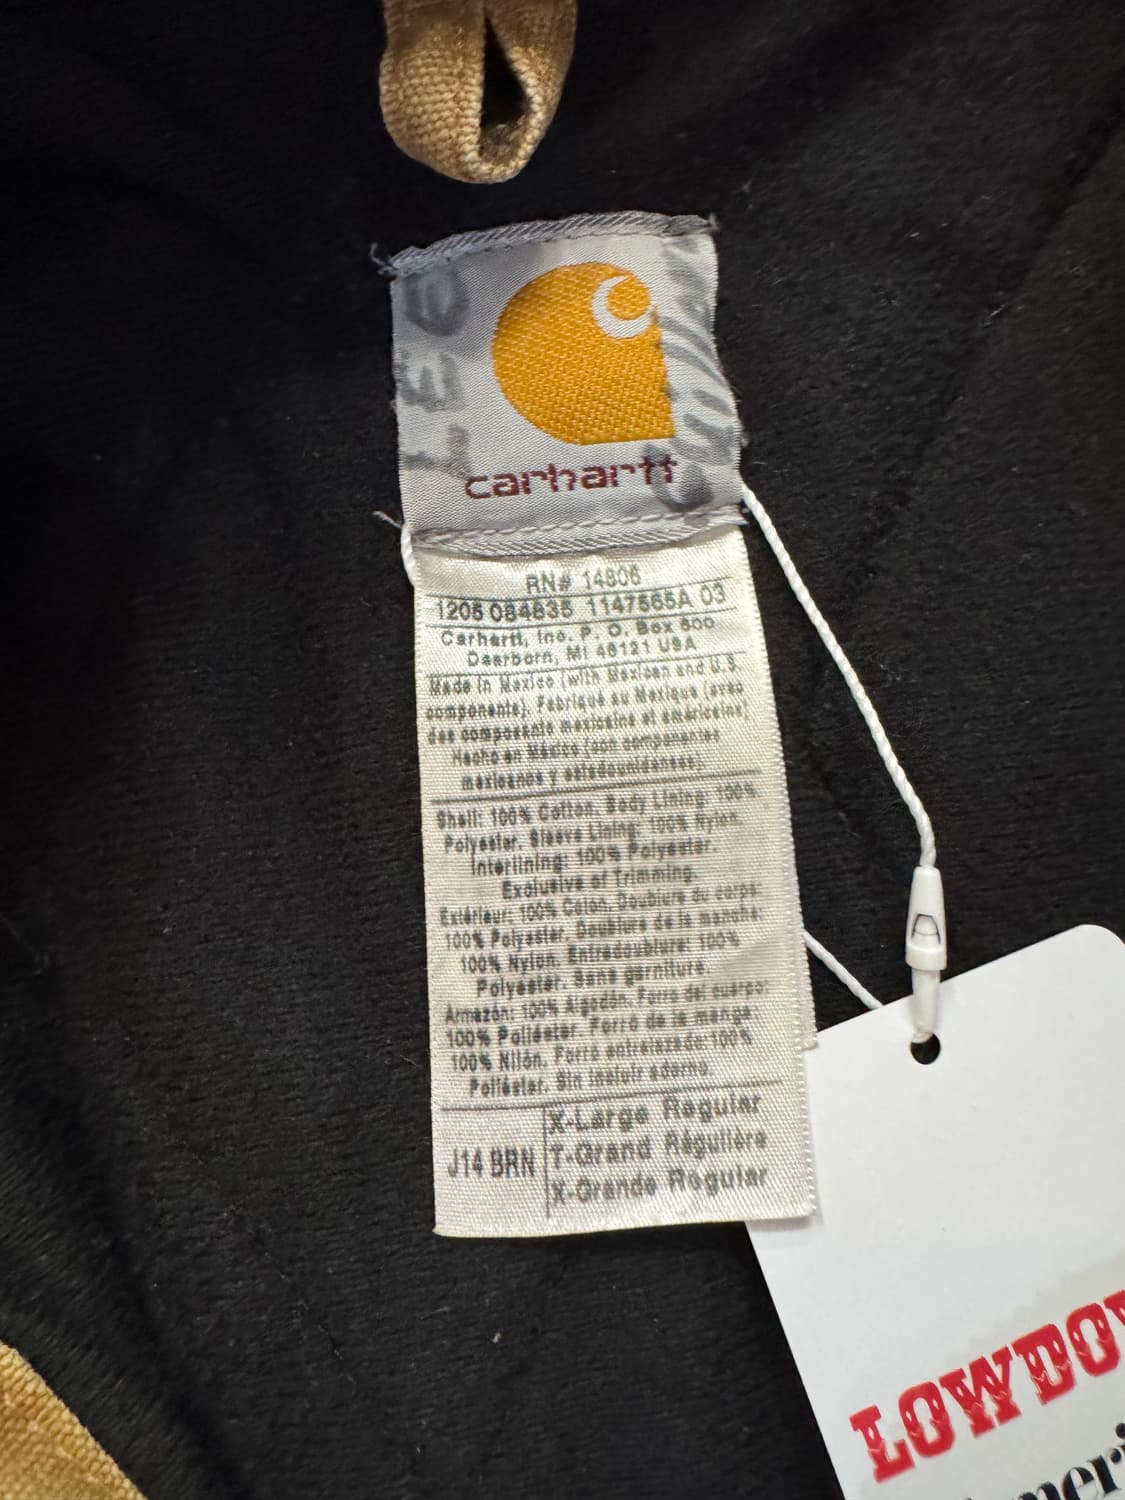 carhartt
RN# 14806
1205 084835 1147565A 03
Carhartt, Inc. P. O. Box 600
Dearborn, MI 48121 USA
Made in Mexico (with Mexican and U.S.
components). Fabriqué au Mexique (avec
des composants mexicains et américains)
Hecho en México (con componentes
mexicanos y estadounidenses).
Shell: 100% Cotton. Body Lining: 100%
Polyester. Sleeve Lining: 100% Nylon.
Interlining: 100% Polyester.
Exclusive of Trimming.
Extérieur: 100% Coton. Doublure du corps:
100% Polyester. Doublure de la manche:
100% Nylon. Entredoublure: 100%
Polyester. Sans garniture.
Armazón: 100% Algodón. Forro del cuerpo:
100% Poliéster. Forro de la manga:
100% Nilón. Forro entrelazado: 100%
Poliéster. Sin incluir adorno.
J14 BRN
X-Large Regular
T-Grand Régulière
X-Grande Regular